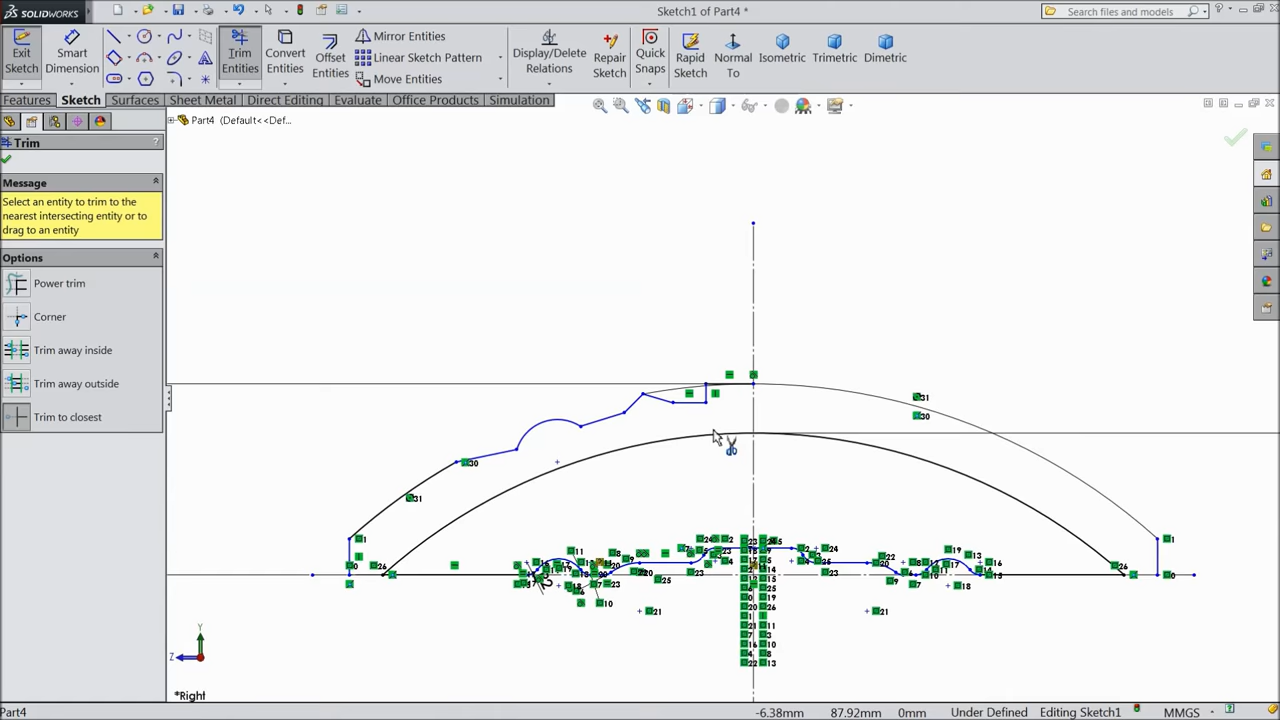 SOLIDWORKS
Sketch1 of Part4 *
Search files and models
Exit Sketch
Smart Dimension
Trim Entities
Convert Entities
Offset Entities
Mirror Entities
Linear Sketch Pattern
Move Entities
Display/Delete Relations
Repair Sketch
Quick Snaps
Rapid Sketch
Normal To
Isometric
Trimetric
Dimetric
Features
Sketch
Surfaces
Sheet Metal
Direct Editing
Evaluate
Office Products
Simulation
Part4 (Default<<Def...
Trim
?
Message
Select an entity to trim to the
nearest intersecting entity or to
drag to an entity
Options
Power trim
Corner
Trim away inside
Trim away outside
Trim to closest
31
30
30
31
Y
Z
*Right
Part4
-6.38mm
87.92mm
0mm
Under Defined
Editing Sketch1
MMGS